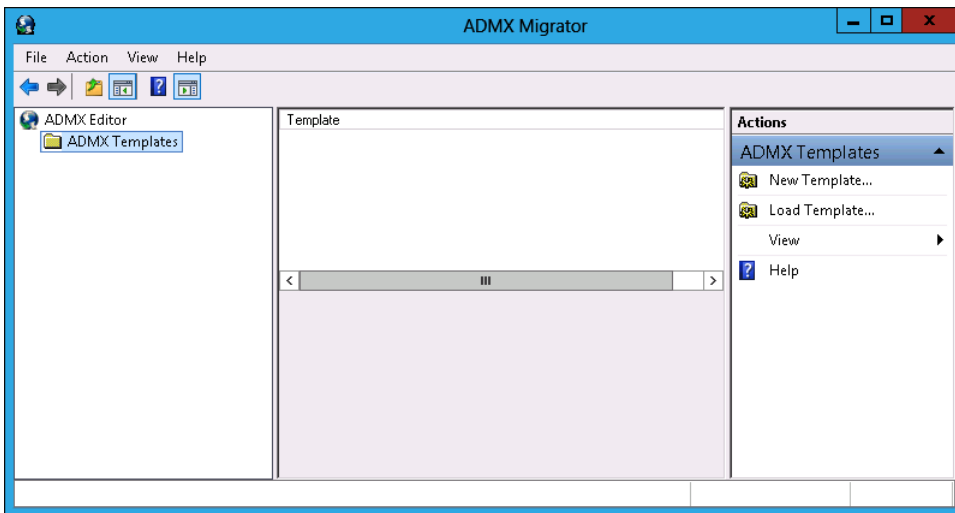 ADMX Migrator
File Action View Help
ADMX Editor
ADMX Templates
Template
Actions
ADMX Templates
New Template...
Load Template...
View
Help